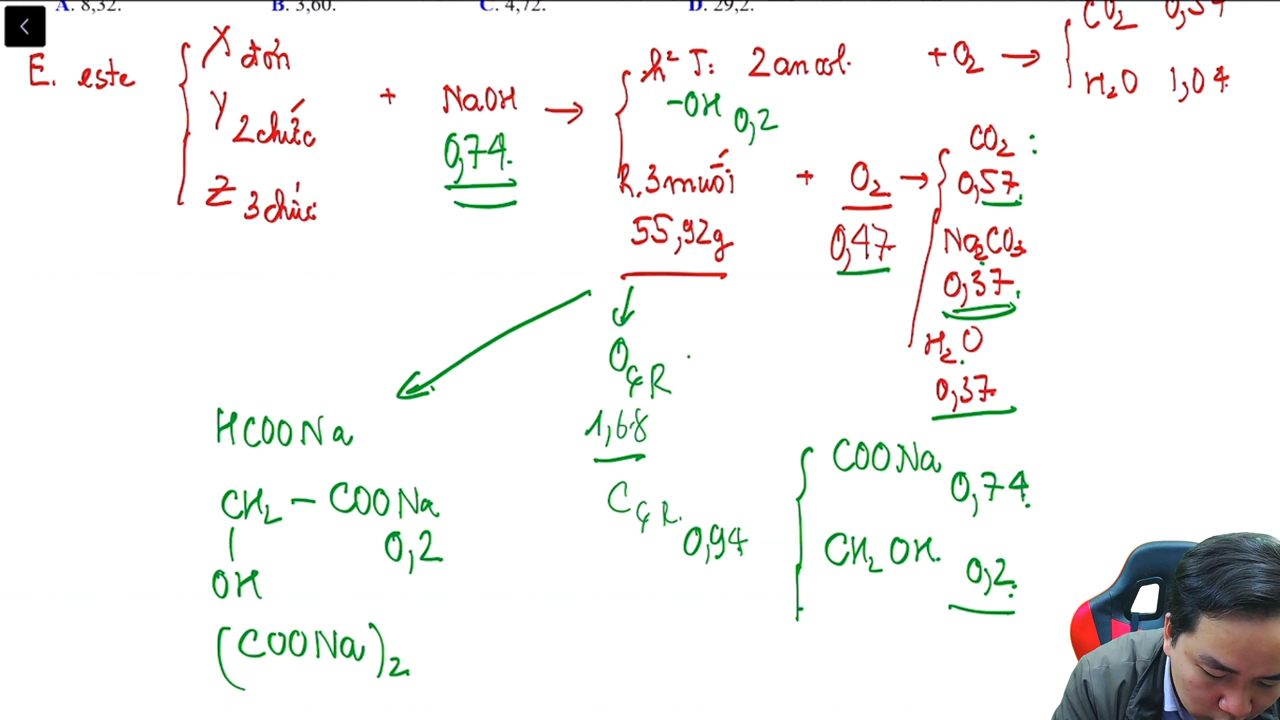 A. 8,32. B. 3,60. C. 4,72. D. 29,2.
E. este { X đơn
Y 2 chức
Z 3 chức
+ NaOH →
0,74.
h² T: 2 ancol. + O₂ →
-OH 0,2
{ CO₂ 0,57
H₂O 1,04
h. 3 muối + O₂ →
55,92g 0,47
{ CO₂ :
0,57.
Na₂CO₃
0,37.
H₂O
0,37.
O
1,68
C
0,94
HCOONa
CH₂ - COONa
| 0,2
OH
(COONa)₂
{ COONa 0,74.
CH₂OH. 0,2.